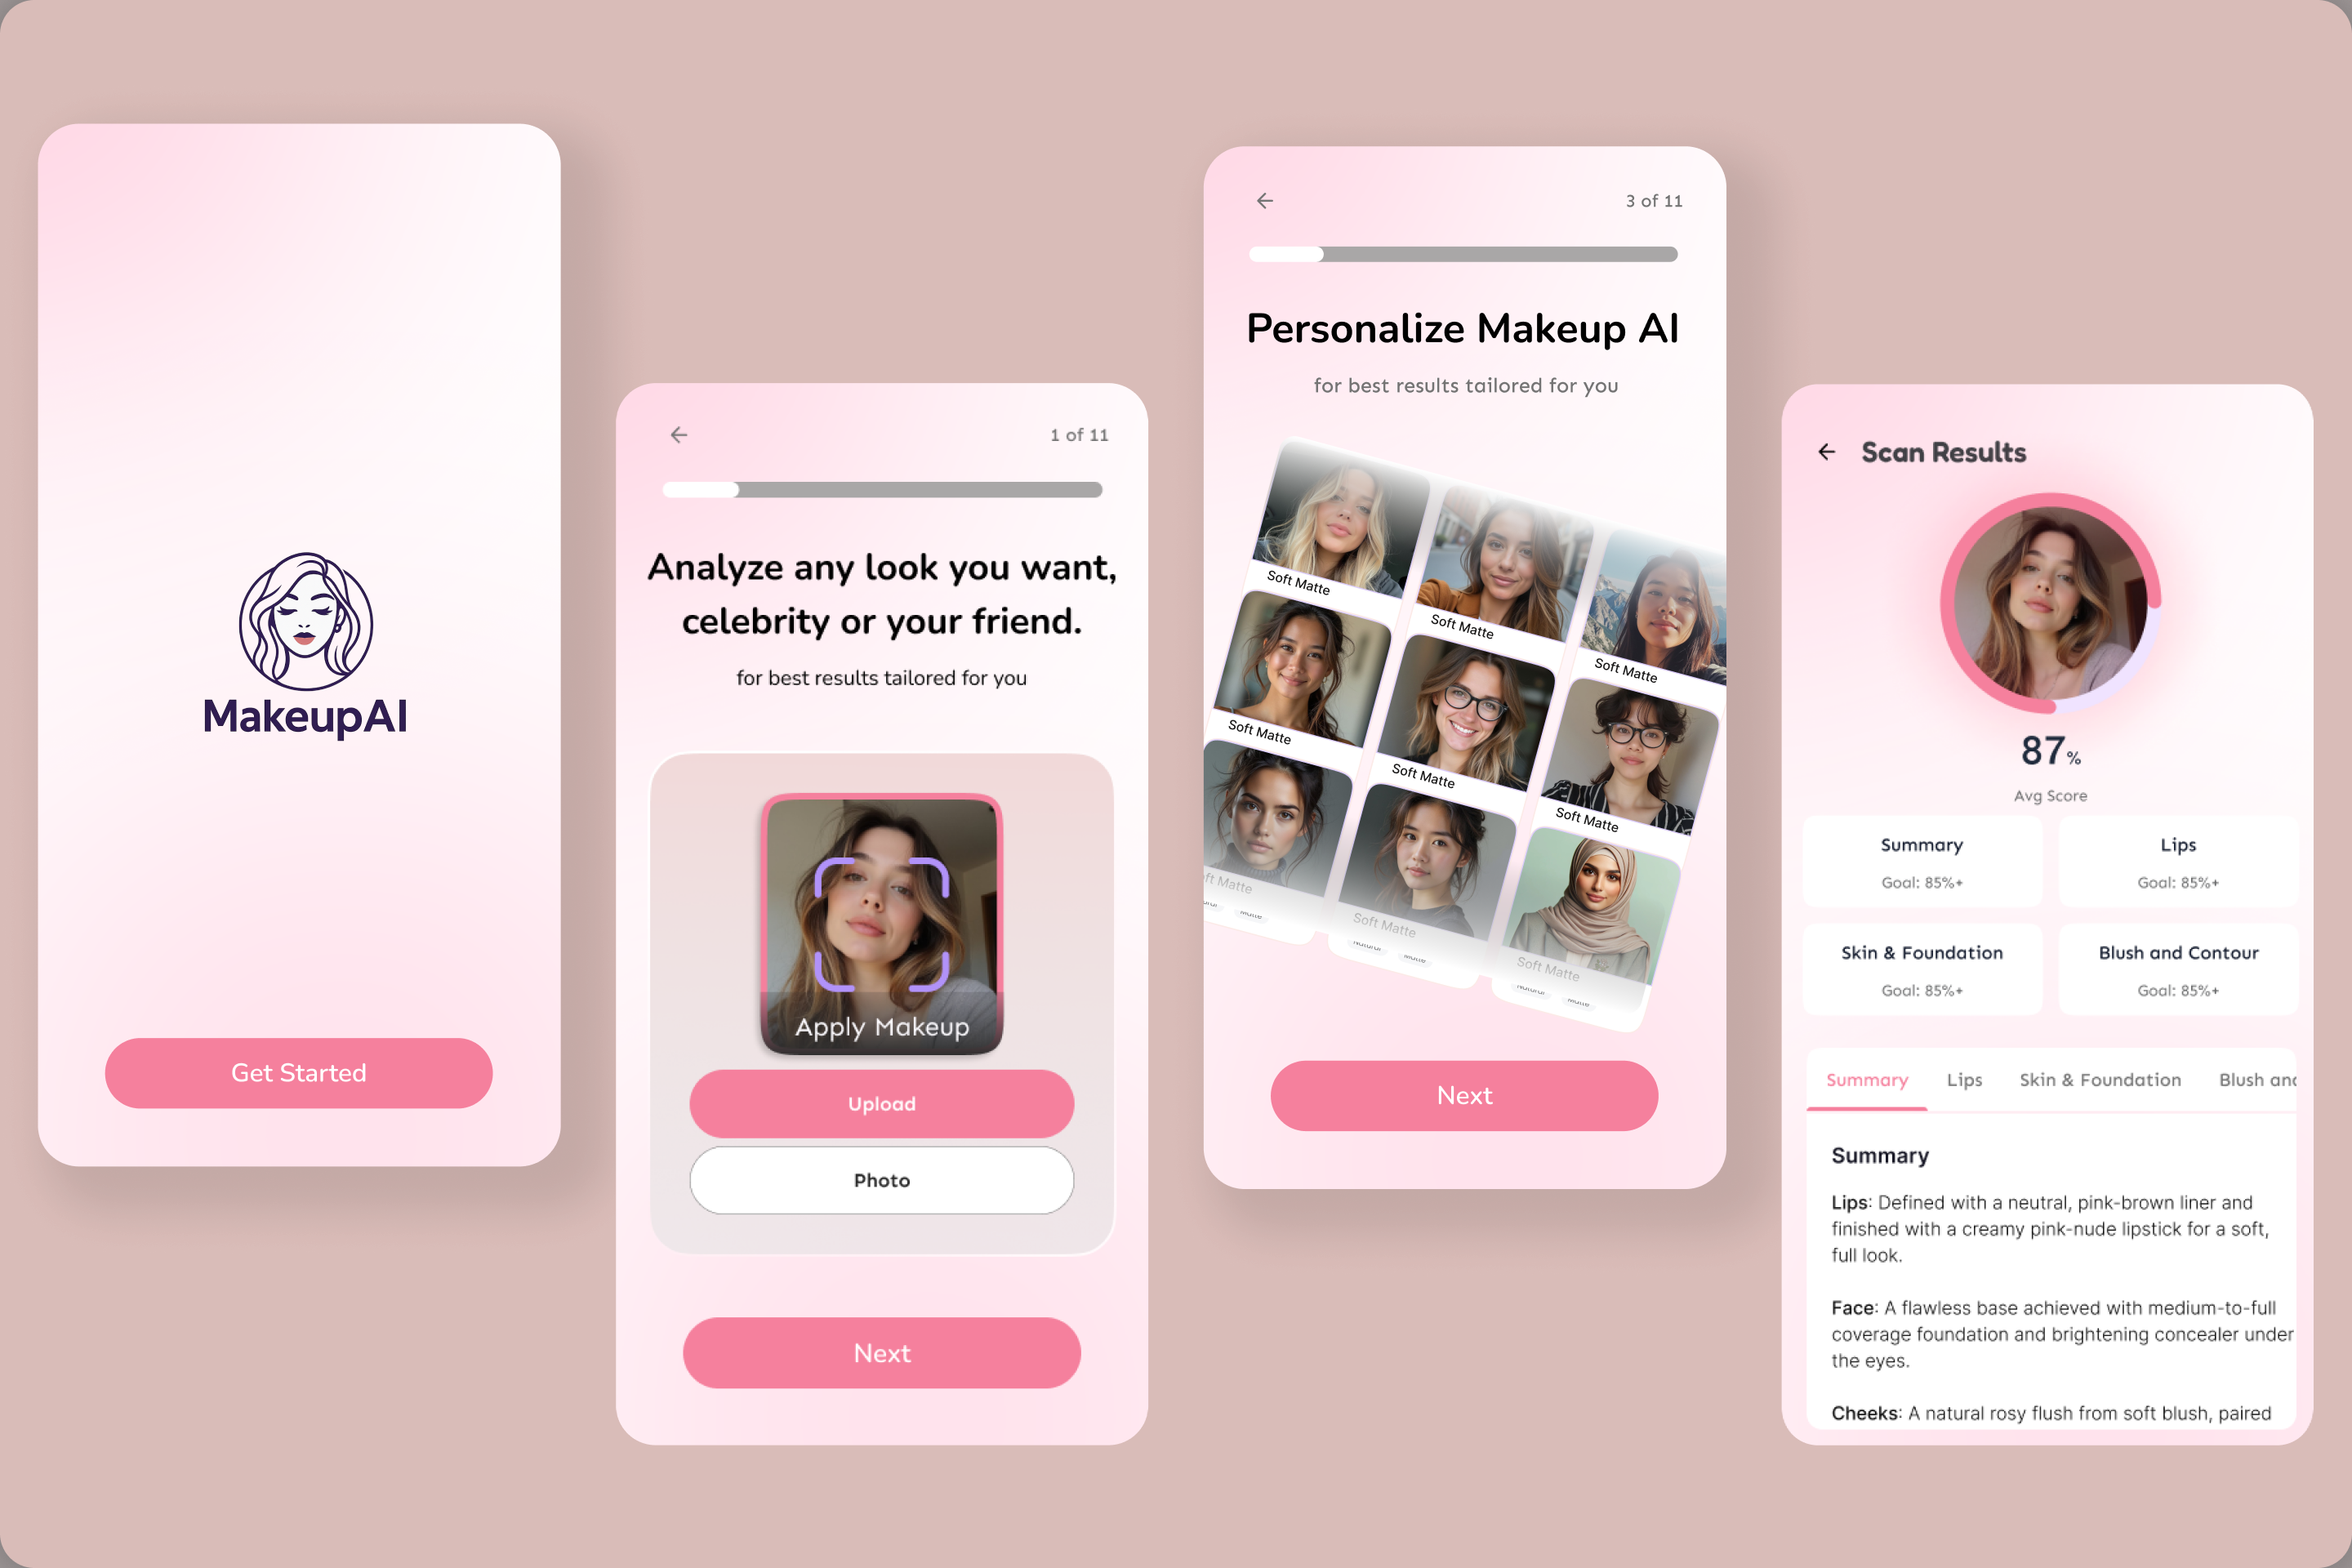 MakeupAI
Get Started
1 of 11
Analyze any look you want,
celebrity or your friend.
for best results tailored for you
Apply Makeup
Upload
Photo
Next
3 of 11
Personalize Makeup AI
for best results tailored for you
Soft Matte
Soft Matte
Soft Matte
Soft Matte
Soft Matte
Soft Matte
ft Matte
Soft Matte
Soft Matte
Next
Scan Results
87%
Avg Score
Summary
Goal: 85%+
Lips
Goal: 85%+
Skin & Foundation
Goal: 85%+
Blush and Contour
Goal: 85%+
Summary Lips Skin & Foundation Blush and
Summary
Lips: Defined with a neutral, pink-brown liner and
finished with a creamy pink-nude lipstick for a soft,
full look.
Face: A flawless base achieved with medium-to-full
coverage foundation and brightening concealer under
the eyes.
Cheeks: A natural rosy flush from soft blush, paired